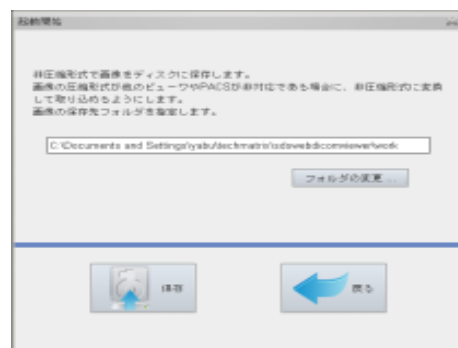 非圧縮形式で画像をディスクに保存します。
画像の圧縮形式が他のビューワやPACSが非対応である場合に、非圧縮形式に変換
して取り込めるようにします。
画像の保存先フォルダを指定します。
C:\Documents and Settings\yabu\techmatrix\isdswebdicomviewer\work
フォルダの変更 ...
保存
戻る